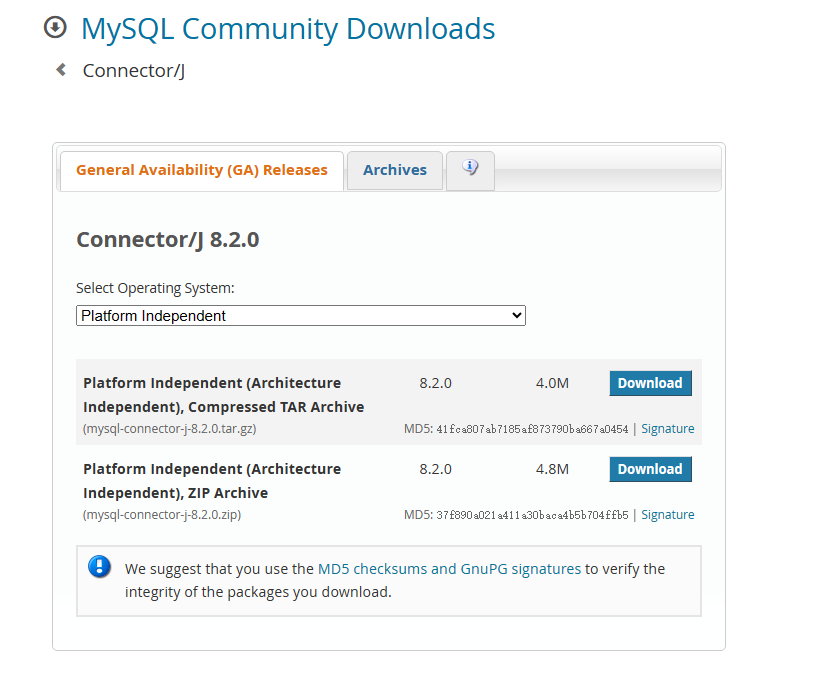 MySQL Community Downloads
Connector/J
General Availability (GA) Releases Archives
Connector/J 8.2.0
Select Operating System:
Platform Independent
Platform Independent (Architecture 8.2.0 4.0M Download
Independent), Compressed TAR Archive
(mysql-connector-j-8.2.0.tar.gz) MD5: 41fca807ab7185af873790ba667a0454 | Signature
Platform Independent (Architecture 8.2.0 4.8M Download
Independent), ZIP Archive
(mysql-connector-j-8.2.0.zip) MD5: 37f890a021a411a30baca4b5b704ffb5 | Signature
We suggest that you use the MD5 checksums and GnuPG signatures to verify the
integrity of the packages you download.